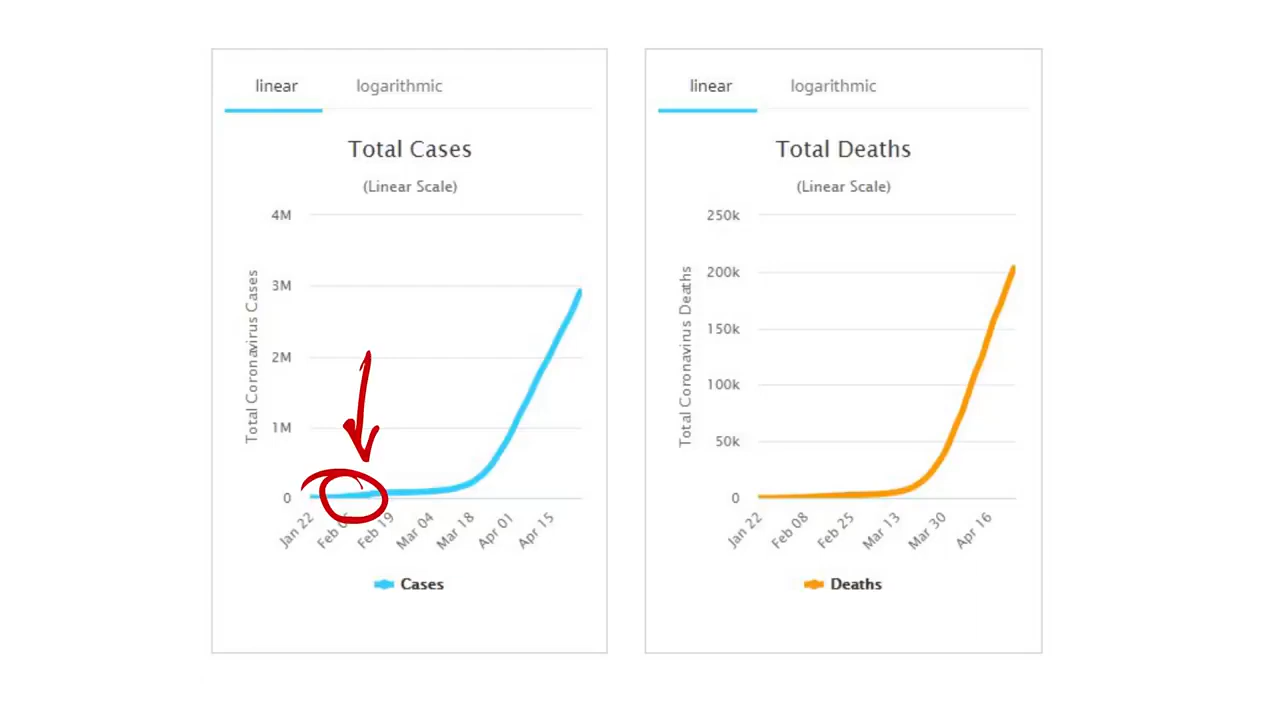 linear logarithmic
Total Cases
(Linear Scale)
Total Coronavirus Cases
4M
3M
2M
1M
0
Jan 22
Feb 19
Mar 04
Mar 18
Apr 01
Apr 15
Cases
linear logarithmic
Total Deaths
(Linear Scale)
Total Coronavirus Deaths
250k
200k
150k
100k
50k
0
Jan 22
Feb 08
Feb 25
Mar 13
Mar 30
Apr 16
Deaths